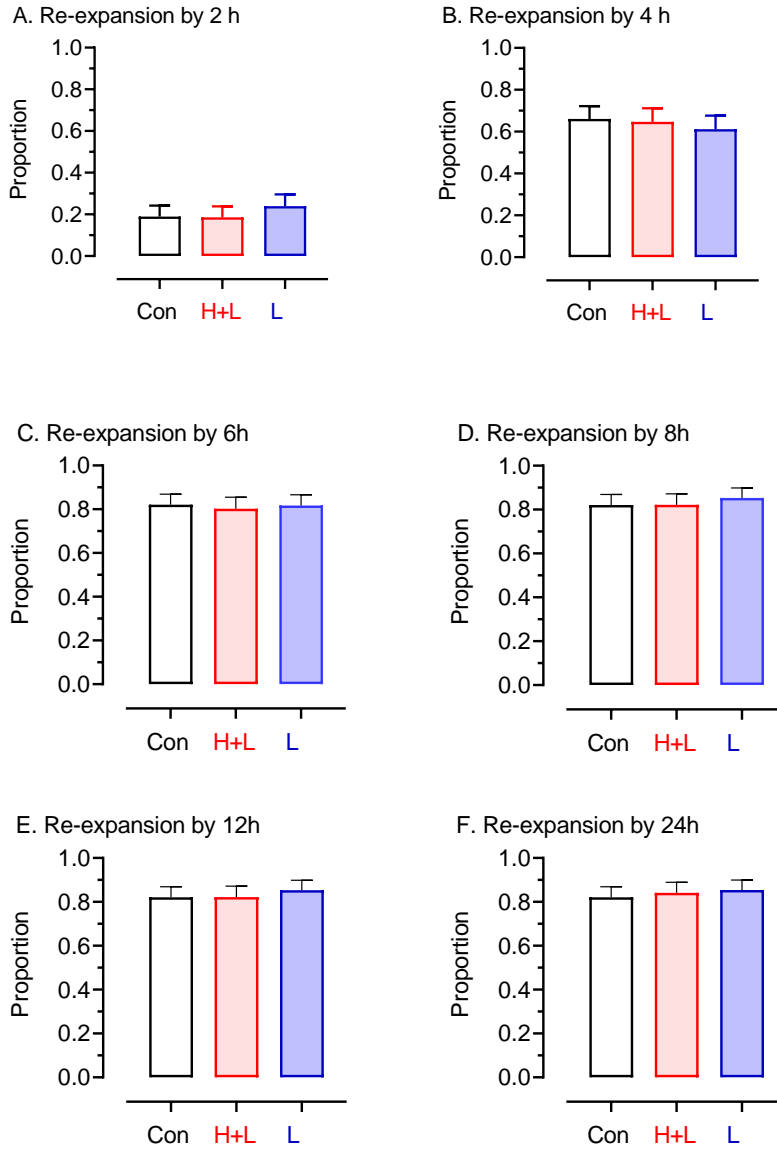 A. Re-expansion by 2 h
Proportion
1.0
0.8
0.6
0.4
0.2
0.0
Con H+L L
B. Re-expansion by 4 h
Proportion
1.0
0.8
0.6
0.4
0.2
0.0
Con H+L L
C. Re-expansion by 6h
Proportion
1.0
0.8
0.6
0.4
0.2
0.0
Con H+L L
D. Re-expansion by 8h
Proportion
1.0
0.8
0.6
0.4
0.2
0.0
Con H+L L
E. Re-expansion by 12h
Proportion
1.0
0.8
0.6
0.4
0.2
0.0
Con H+L L
F. Re-expansion by 24h
Proportion
1.0
0.8
0.6
0.4
0.2
0.0
Con H+L L